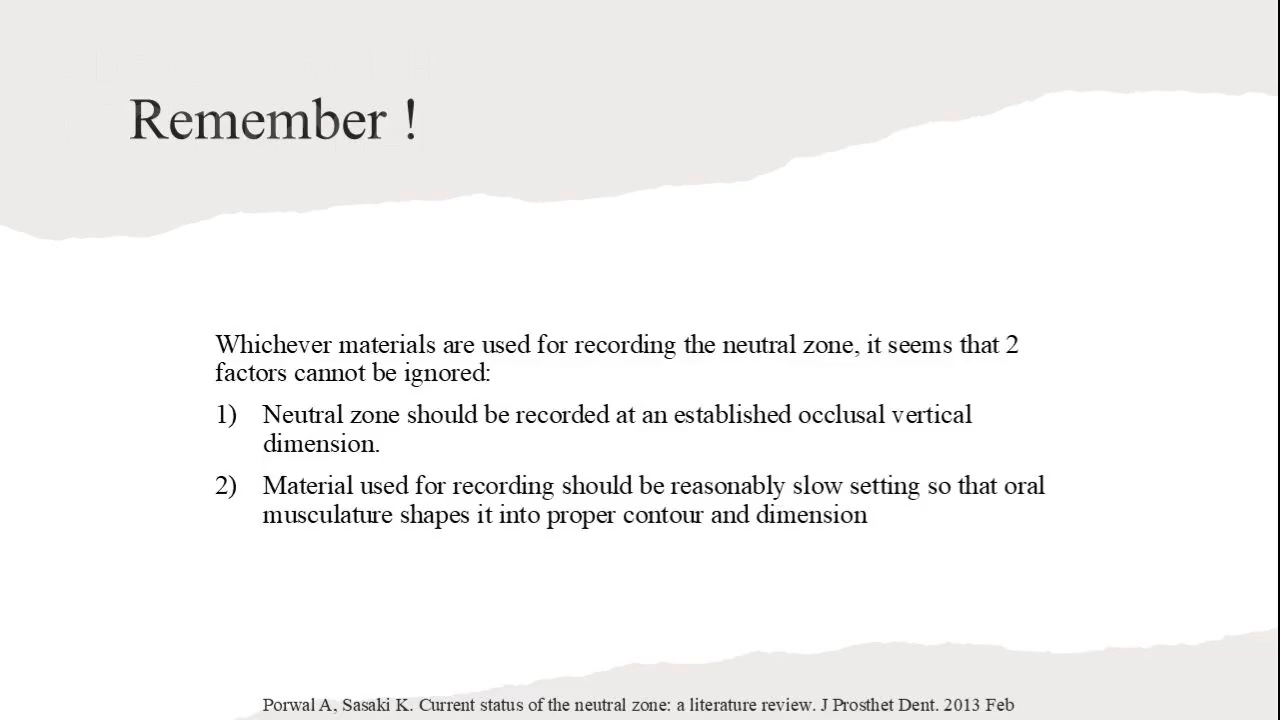 Remember !
Whichever materials are used for recording the neutral zone, it seems that 2
factors cannot be ignored:
1) Neutral zone should be recorded at an established occlusal vertical
dimension.
2) Material used for recording should be reasonably slow setting so that oral
musculature shapes it into proper contour and dimension
Porwal A, Sasaki K. Current status of the neutral zone: a literature review. J Prosthet Dent. 2013 Feb